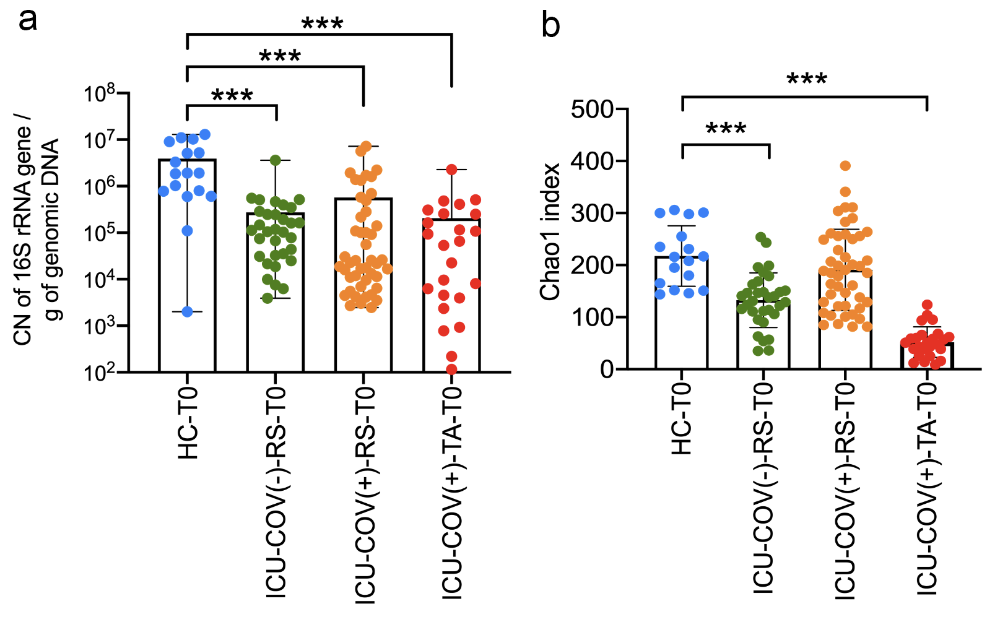 a
***
***
***
10⁸
10⁷
10⁶
10⁵
10⁴
10³
10²
CN of 16S rRNA gene /
g of genomic DNA
HC-T0
ICU-COV(-)-RS-T0
ICU-COV(+)-RS-T0
ICU-COV(+)-TA-T0
b
***
***
500
400
300
200
100
0
Chao1 index
HC-T0
ICU-COV(-)-RS-T0
ICU-COV(+)-RS-T0
ICU-COV(+)-TA-T0